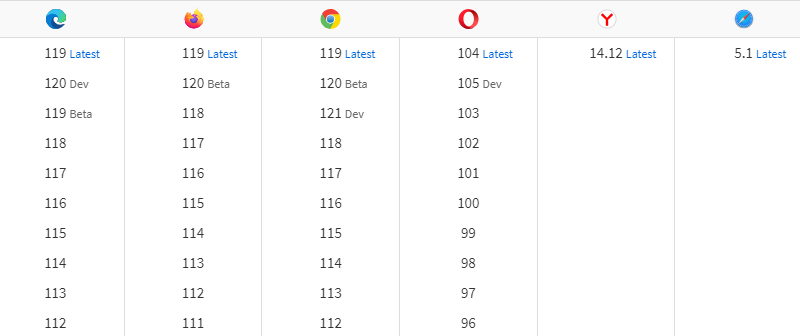 119 Latest 119 Latest 119 Latest 104 Latest 14.12 Latest 5.1 Latest
120 Dev 120 Beta 120 Beta 105 Dev
119 Beta 118 121 Dev 103
118 117 118 102
117 116 117 101
116 115 116 100
115 114 115 99
114 113 114 98
113 112 113 97
112 111 112 96